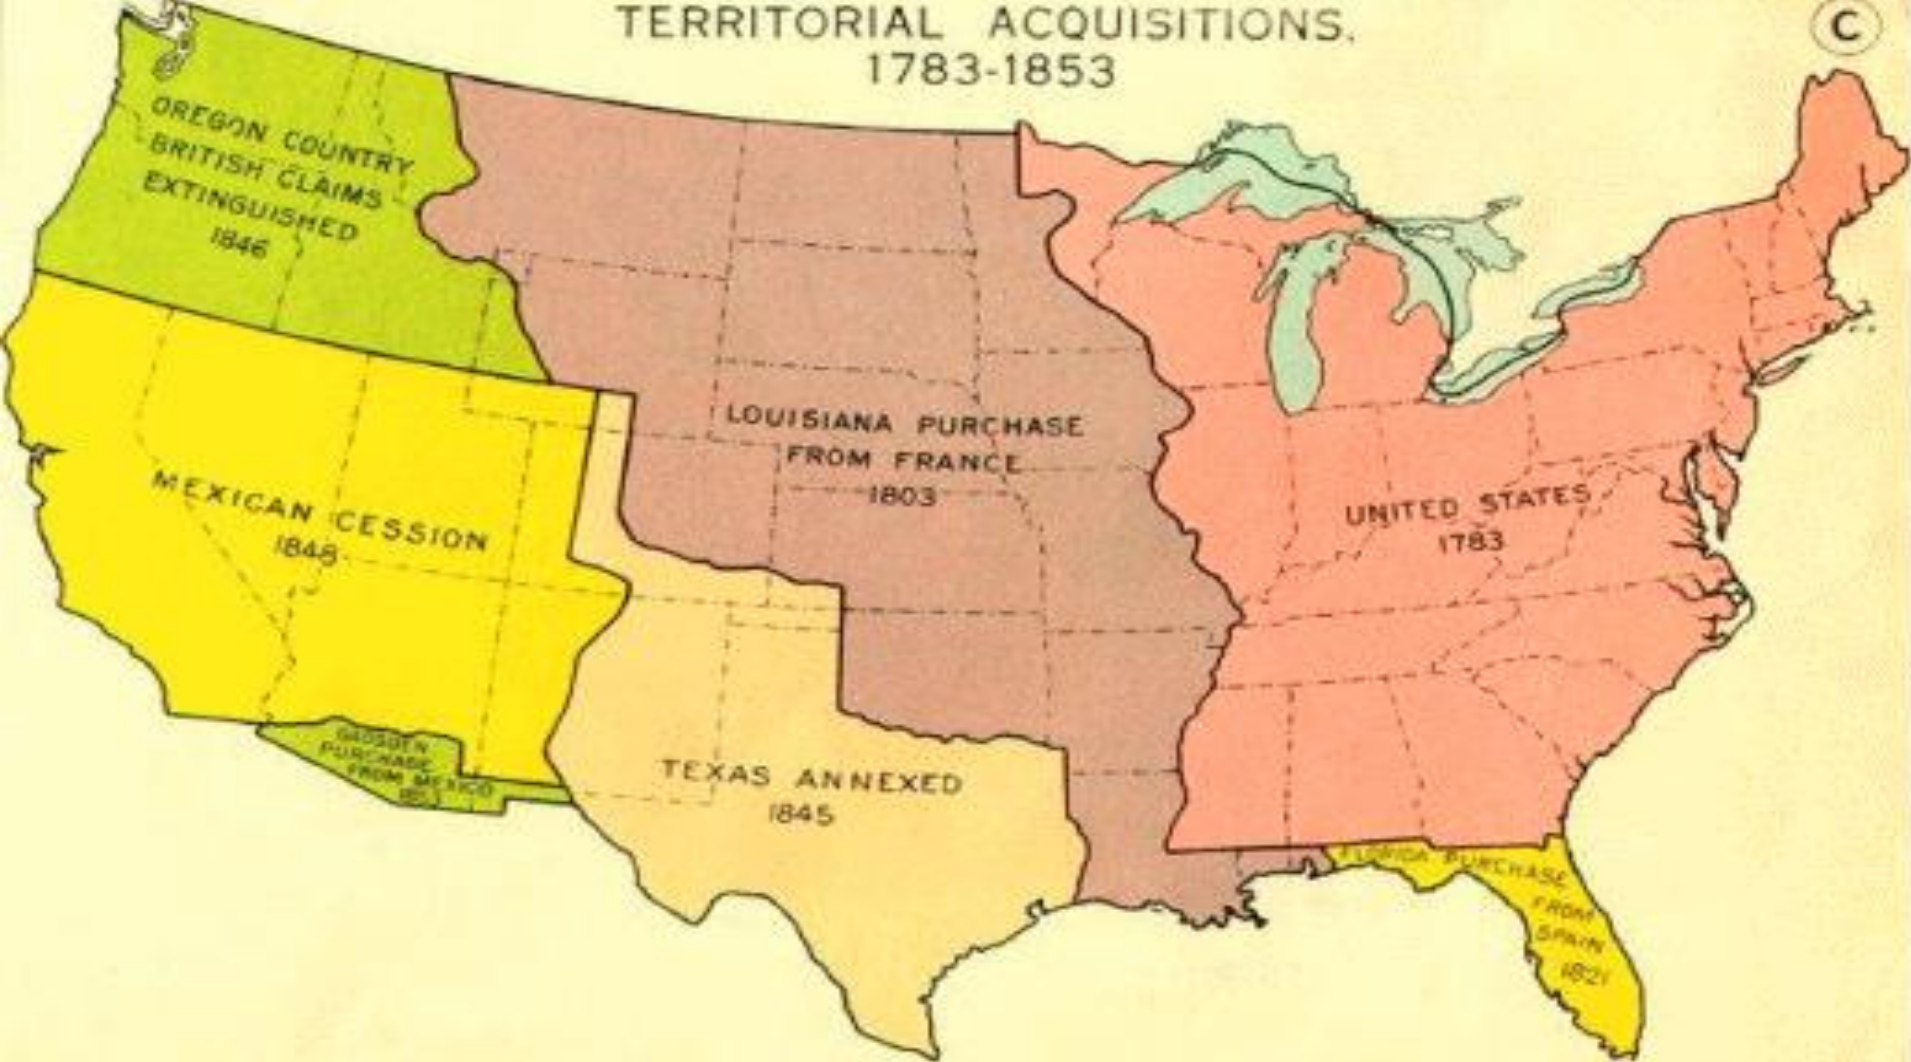 TERRITORIAL ACQUISITIONS.
1783-1853
C
OREGON COUNTRY
BRITISH CLAIMS
EXTINGUISHED
1846
LOUISIANA PURCHASE
FROM FRANCE
1803
MEXICAN CESSION
1848
UNITED STATES
1783
GADSDEN
PURCHASE
FROM MEXICO
1853
TEXAS ANNEXED
1845
FLORIDA PURCHASE
FROM
SPAIN
1821